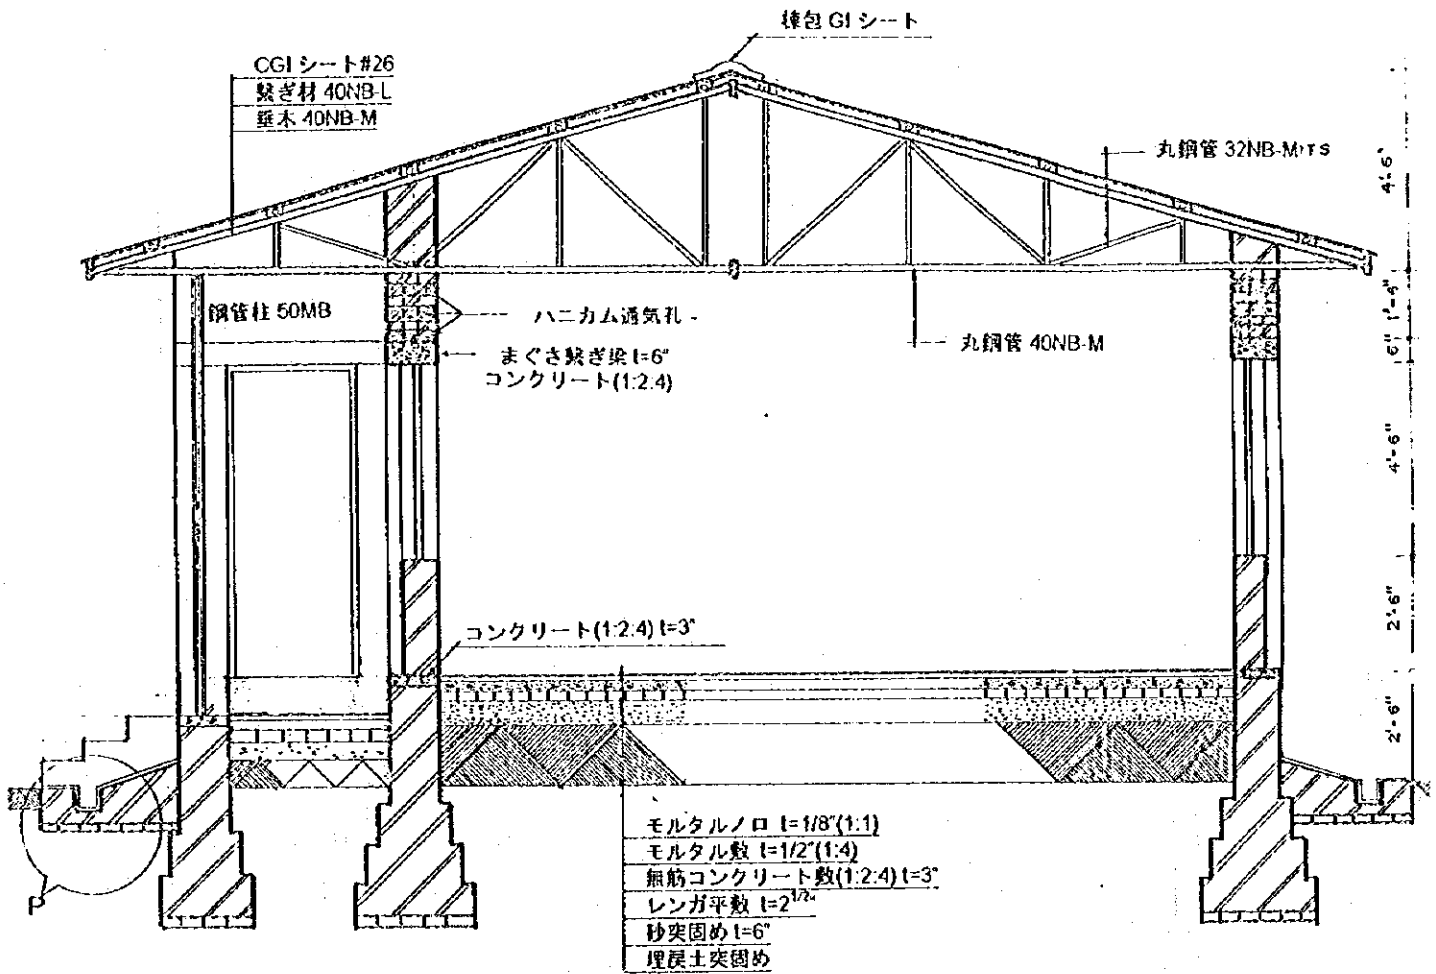 棟包 GI シート
CGI シート#26
繋ぎ材 40NB-L
垂木 40NB-M
丸鋼管 32NB-M
4'-6"
鋼管柱 50MB
ハニカム通気孔
まぐさ繋ぎ梁 t=6"
コンクリート(1:2:4)
丸鋼管 40NB-M
1'-6"
6"
4'-6"
2'-6"
コンクリート(1:2:4) t=3"
2'-6"
モルタルノロ t=1/8"(1:1)
モルタル敷 t=1/2"(1:4)
無筋コンクリート敷(1:2:4) t=3"
レンガ平敷 t=2 1/2"
砂突固め t=6"
埋戻土突固め
P